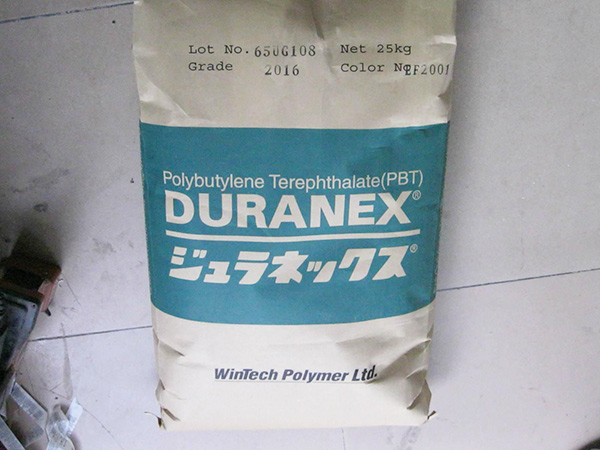 Lot No. 650G108 Net 25kg
Grade 2016 Color No EF2001
Polybutylene Terephthalate(PBT)
DURANEX®
ジュラネックス®
WinTech Polymer Ltd.